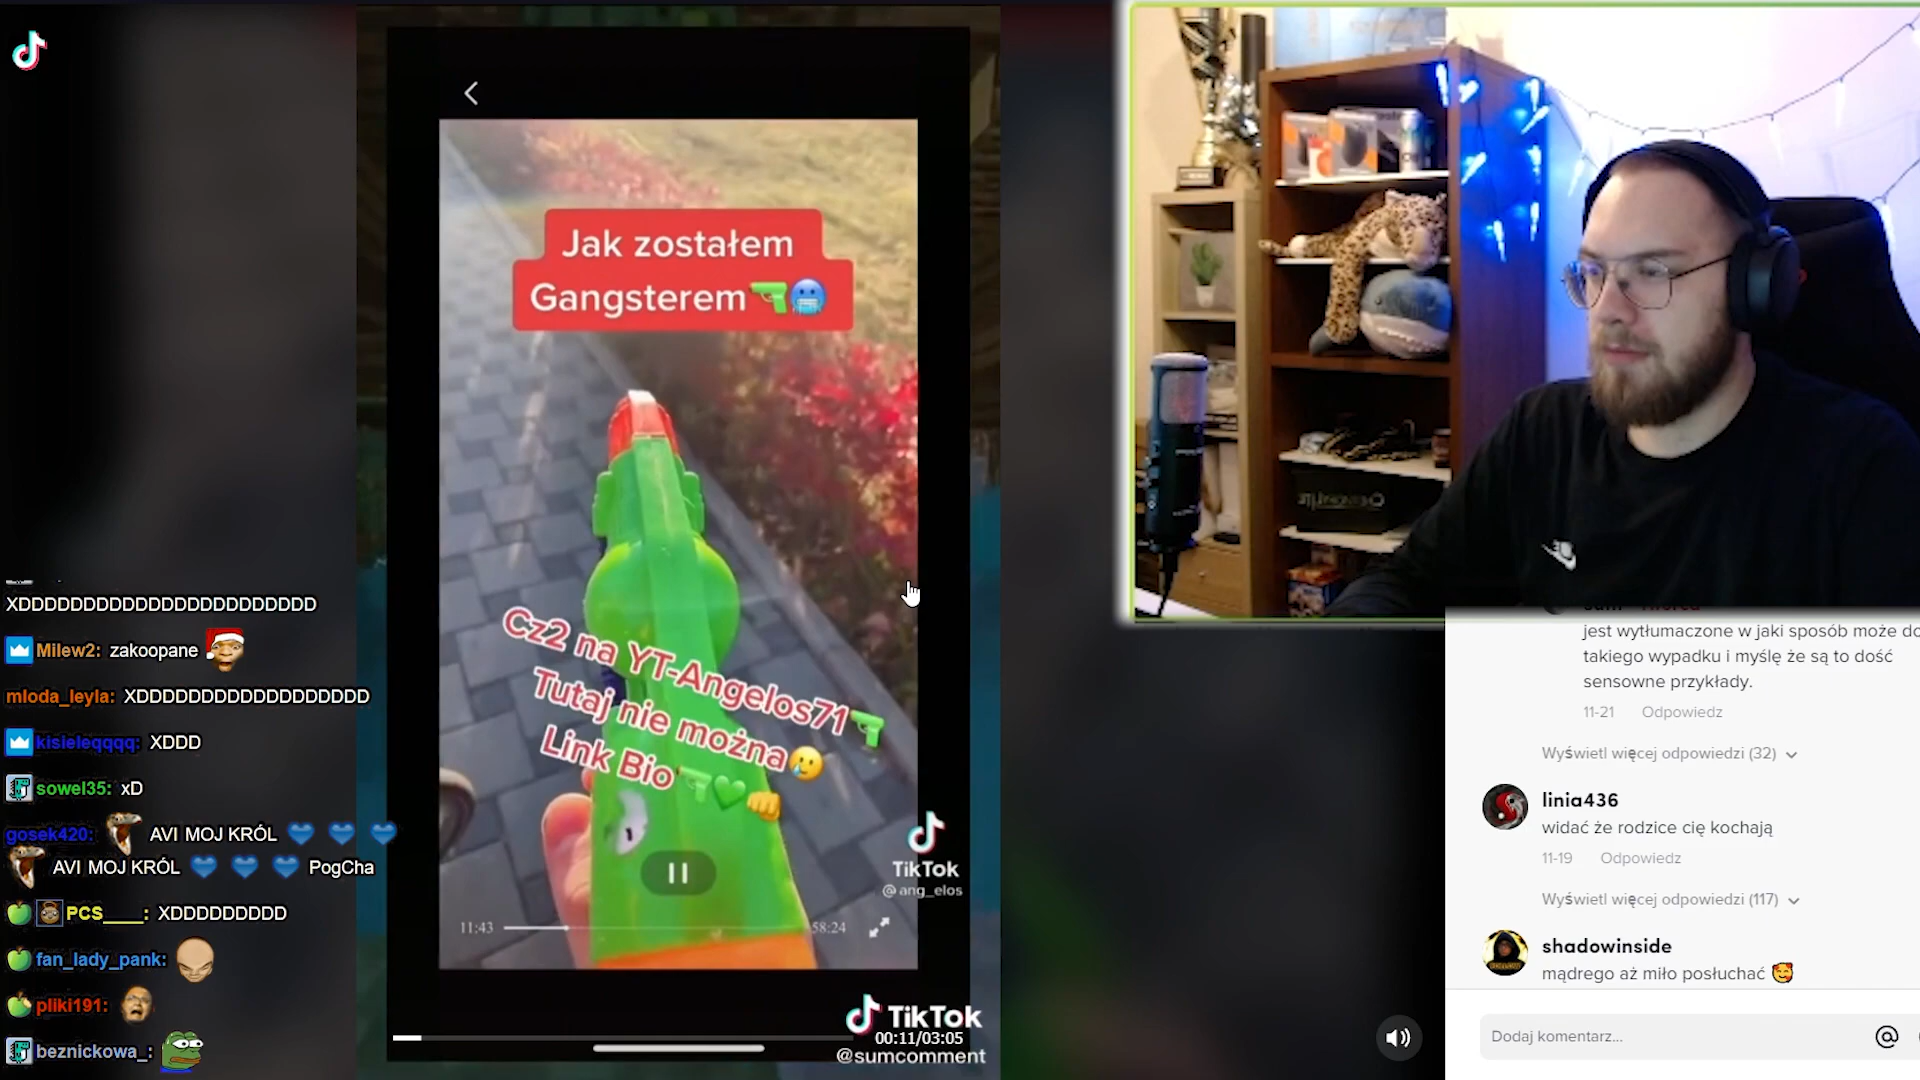 Jak zostałem
Gangsterem
Cz2 na YT-Angelos71
Tutaj nie można
Link Bio
TikTok
@ang_elos
11:43
58:24
TikTok
00:11/03:05
@sumcomment
XDDDDDDDDDDDDDDDDDDDDDDD
Milew2: zakoopane
mloda_leyla: XDDDDDDDDDDDDDDDDDD
kisieleqqqq: XDDD
sowel35: xD
gosek420: AVI MOJ KRÓL 💙 💙 💙
AVI MOJ KRÓL 💙 💙 💙 PogCha
PCS____: XDDDDDDDDD
fan_lady_pank:
pliki191:
beznickowa_:
jest wytłumaczone w jaki sposób może do
takiego wypadku i myślę że są to dość
sensowne przykłady.
11-21 Odpowiedz
Wyświetl więcej odpowiedzi (32)
linia436
widać że rodzice cię kochają
11-19 Odpowiedz
Wyświetl więcej odpowiedzi (117)
shadowinside
mądrego aż miło posłuchać 🥰
Dodaj komentarz...